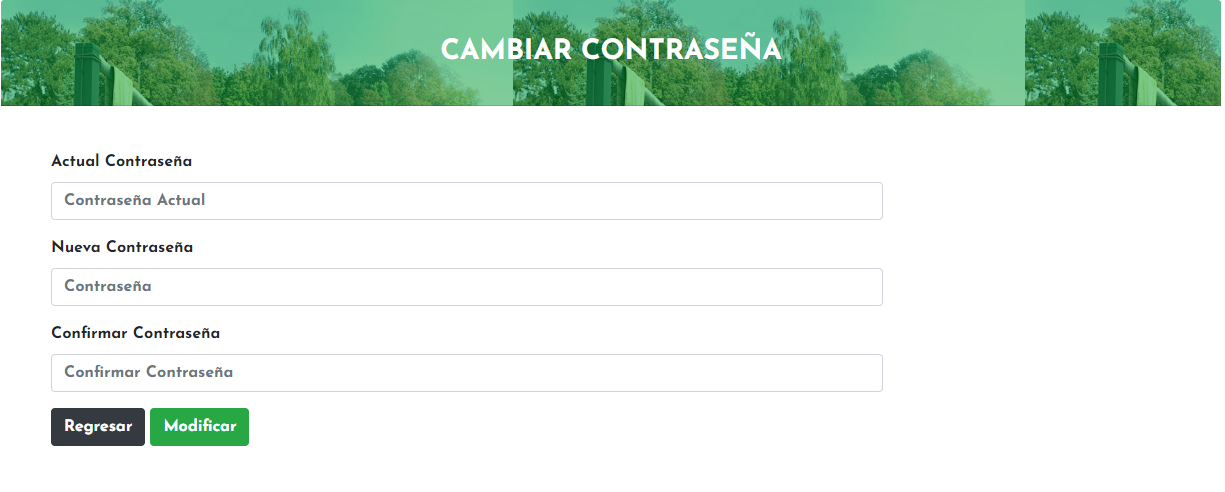 CAMBIAR CONTRASEÑA
Actual Contraseña
Contraseña Actual
Nueva Contraseña
Contraseña
Confirmar Contraseña
Confirmar Contraseña
Regresar Modificar